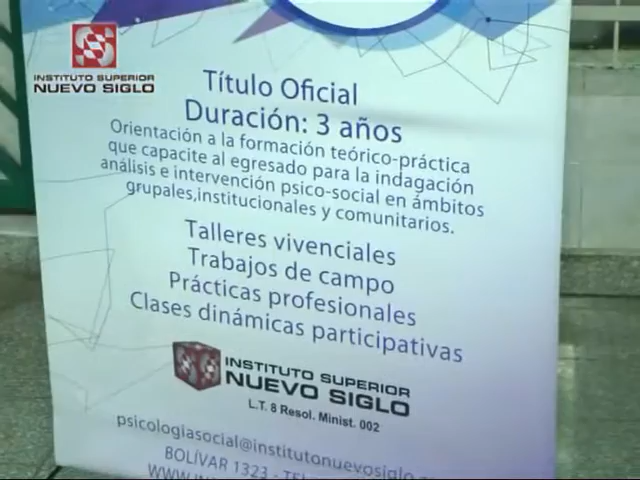 INSTITUTO SUPERIOR
NUEVO SIGLO
Título Oficial
Duración: 3 años
Orientación a la formación teórico-práctica
que capacite al egresado para la indagación
análisis e intervención psico-social en ámbitos
grupales,institucionales y comunitarios.
Talleres vivenciales
Trabajos de campo
Prácticas profesionales
Clases dinámicas participativas
INSTITUTO SUPERIOR
NUEVO SIGLO
L.T. 8 Resol. Minist. 002
psicologiasocial@institutonuevosiglo.
BOLÍVAR 1323 -